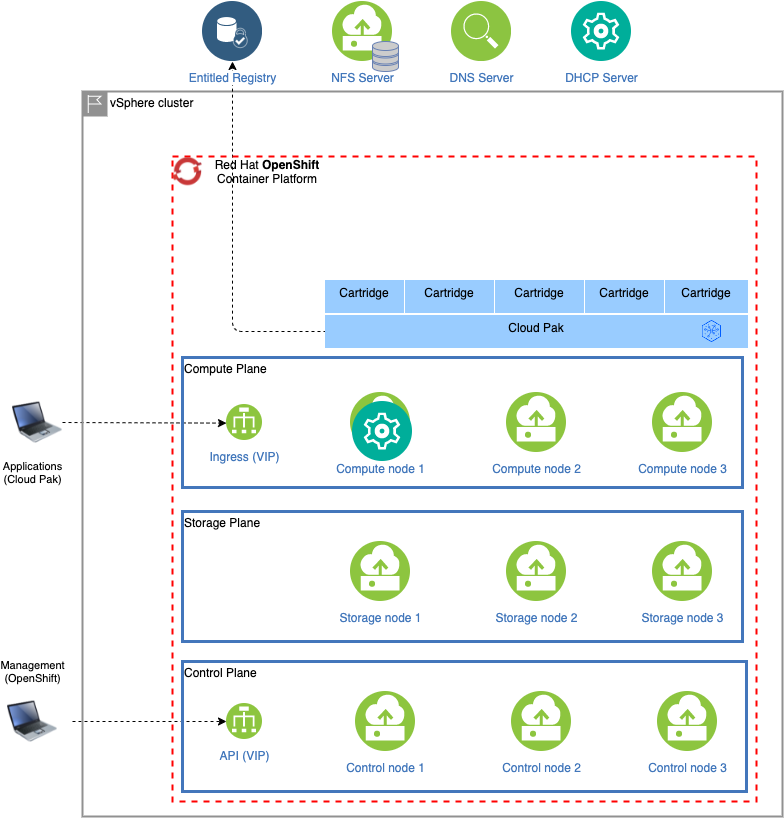 Entitled Registry
NFS Server
DNS Server
DHCP Server
vSphere cluster
Red Hat OpenShift
Container Platform
Cartridge
Cartridge
Cartridge
Cartridge
Cartridge
Cloud Pak
Compute Plane
Applications
(Cloud Pak)
Ingress (VIP)
Compute node 1
Compute node 2
Compute node 3
Storage Plane
Storage node 1
Storage node 2
Storage node 3
Management
(OpenShift)
Control Plane
API (VIP)
Control node 1
Control node 2
Control node 3